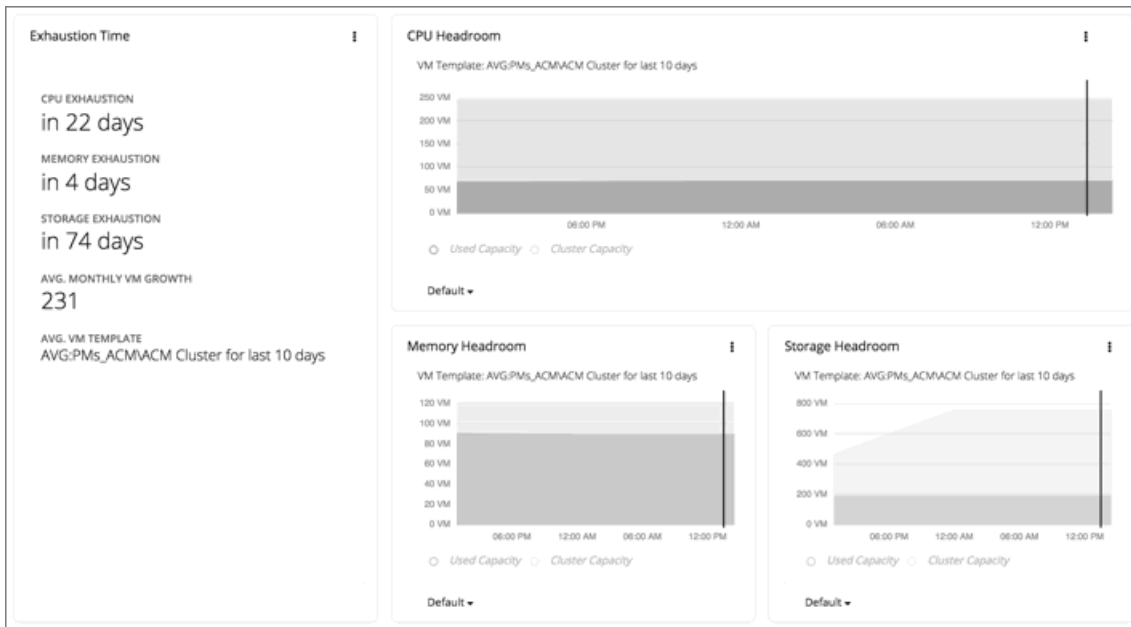 Exhaustion Time
CPU EXHAUSTION
in 22 days
MEMORY EXHAUSTION
in 4 days
STORAGE EXHAUSTION
in 74 days
AVG. MONTHLY VM GROWTH
231
AVG. VM TEMPLATE
AVG:PMs_ACM\ACM Cluster for last 10 days
CPU Headroom
VM Template: AVG:PMs_ACM\ACM Cluster for last 10 days
250 VM
200 VM
150 VM
100 VM
50 VM
0 VM
06:00 PM 12:00 AM 06:00 AM 12:00 PM
Used Capacity Cluster Capacity
Default
Memory Headroom
VM Template: AVG:PMs_ACM\ACM Cluster for last 10 days
120 VM
100 VM
80 VM
60 VM
40 VM
20 VM
0 VM
06:00 PM 12:00 AM 06:00 AM 12:00 PM
Used Capacity Cluster Capacity
Default
Storage Headroom
VM Template: AVG:PMs_ACM\ACM Cluster for last 10 days
800 VM
600 VM
400 VM
200 VM
0 VM
06:00 PM 12:00 AM 06:00 AM 12:00 PM
Used Capacity Cluster Capacity
Default